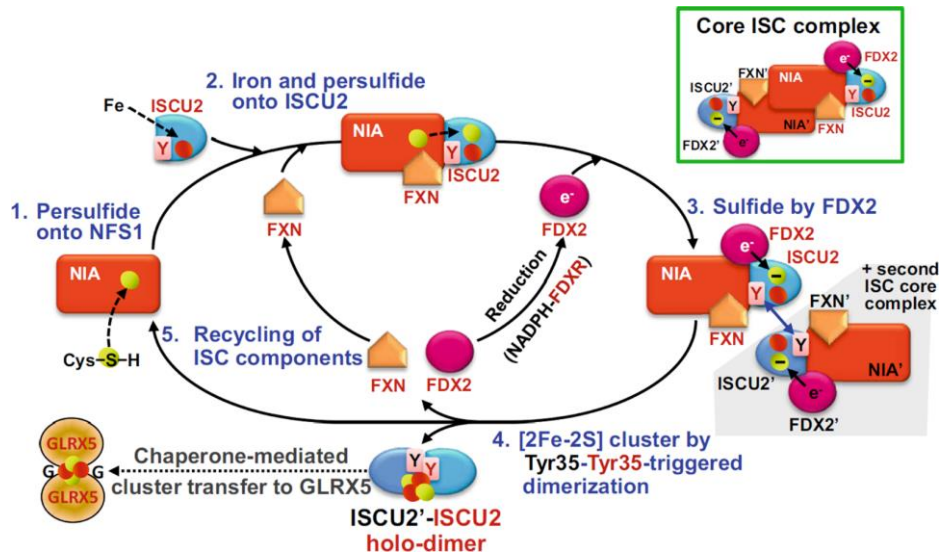 Core ISC complex
e-
FDX2
FXN'
NIA
ISCU2'
ISCU2
Y
Y
NIA'
FXN
e-
FDX2'
2. Iron and persulfide
onto ISCU2
Fe
ISCU2
Y
NIA
Y
ISCU2
FXN
FXN
e-
FDX2
1. Persulfide
onto NFS1
NIA
Cys-S-H
3. Sulfide by FDX2
FDX2
e-
ISCU2
NIA
Y
FXN
+ second
ISC core
complex
FXN'
Y
ISCU2'
NIA'
e-
FDX2'
Reduction
(NADPH-FDXR)
5. Recycling of
ISC components
FXN
FDX2
4. [2Fe-2S] cluster by
Tyr35-Tyr35-triggered
dimerization
Y
Y
ISCU2'-ISCU2
holo-dimer
Chaperone-mediated
cluster transfer to GLRX5
GLRX5
G
G
GLRX5